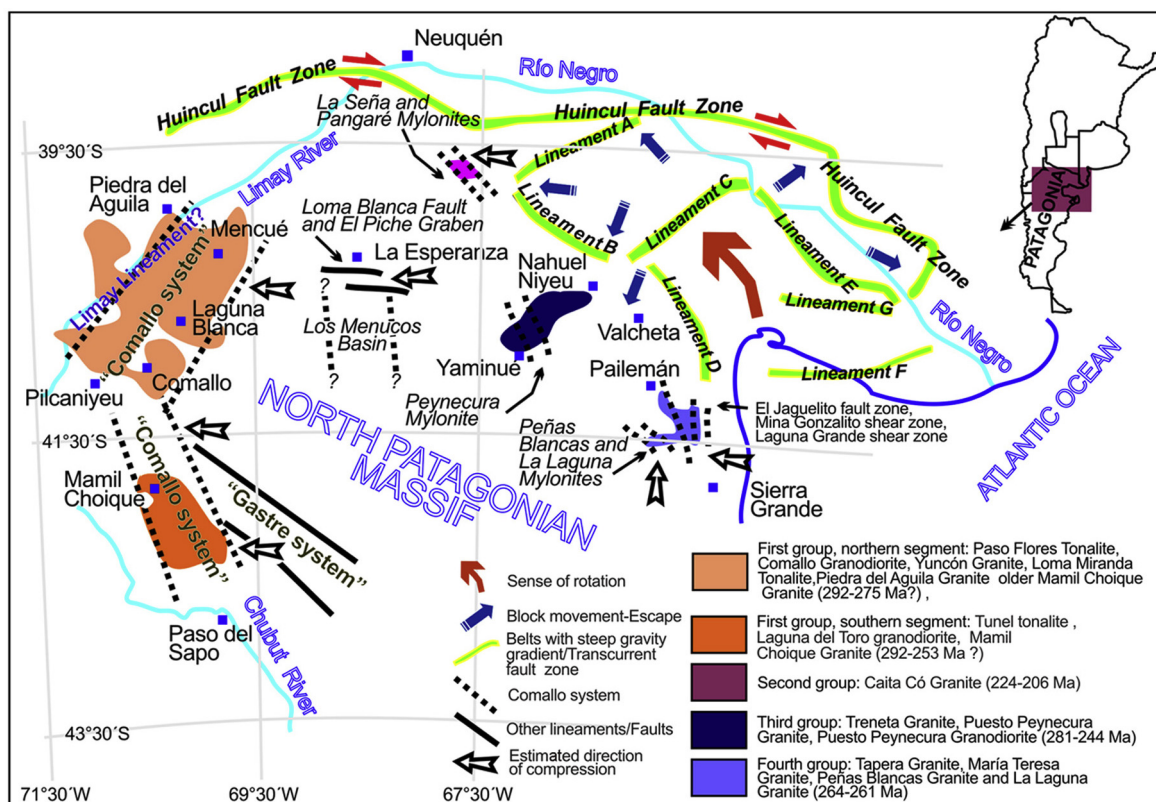 Neuquén
Río Negro
Huincul Fault Zone
La Seña and
Pangaré Mylonites
Huincul Fault Zone
Lineament A
39°30´S
Limay River
Piedra del
Aguila
Limay Lineament?
Mencué
"Comallo system"
Loma Blanca Fault
and El Piche Graben
La Esperanza
Lineament B
Lineament C
Huincul Fault Zone
PATAGONIA
Nahuel
Niyeu
Lineament E
Lineament G
Laguna
Blanca
?
Los Menucos
Basin
Valcheta
Río Negro
Lineament D
Comallo
? ?
Yaminué
Pailemán
Lineament F
Pilcaniyeu
Peynecura
Mylonite
ATLANTIC OCEAN
NORTH PATAGONIAN
MASSIF
El Jaguelito fault zone,
Mina Gonzalito shear zone,
Laguna Grande shear zone
41°30´S
Peñas
Blancas and
La Laguna
Mylonites
Mamil
Choique
"Comallo system"
"Gastre system"
Sierra
Grande
Paso del
Sapo
Chubut River
43°30´S
71°30´W
69°30´W
67°30´W
Sense of rotation
Block movement-Escape
Belts with steep gravity
gradient/Transcurrent
fault zone
Comallo system
Other lineaments/Faults
Estimated direction
of compression
First group, northern segment: Paso Flores Tonalite,
Comallo Granodiorite, Yuncón Granite, Loma Miranda
Tonalite,Piedra del Aguila Granite older Mamil Choique
Granite (292-275 Ma?) ,
First group, southern segment: Tunel tonalite ,
Laguna del Toro granodiorite, Mamil
Choique Granite (292-253 Ma ?)
Second group: Caita Có Granite (224-206 Ma)
Third group: Treneta Granite, Puesto Peynecura
Granite, Puesto Peynecura Granodiorite (281-244 Ma)
Fourth group: Tapera Granite, María Teresa
Granite, Peñas Blancas Granite and La Laguna
Granite (264-261 Ma)